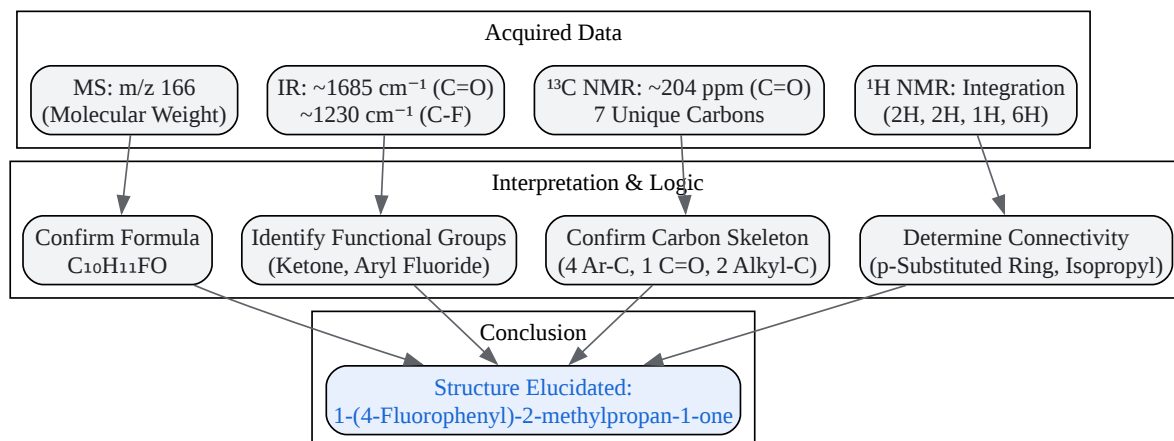 Acquired Data
MS: m/z 166
(Molecular Weight)
IR: ~1685 cm⁻¹ (C=O)
~1230 cm⁻¹ (C-F)
¹³C NMR: ~204 ppm (C=O)
7 Unique Carbons
¹H NMR: Integration
(2H, 2H, 1H, 6H)
Interpretation & Logic
Confirm Formula
C₁₀H₁₁FO
Identify Functional Groups
(Ketone, Aryl Fluoride)
Confirm Carbon Skeleton
(4 Ar-C, 1 C=O, 2 Alkyl-C)
Determine Connectivity
(p-Substituted Ring, Isopropyl)
Conclusion
Structure Elucidated:
1-(4-Fluorophenyl)-2-methylpropan-1-one